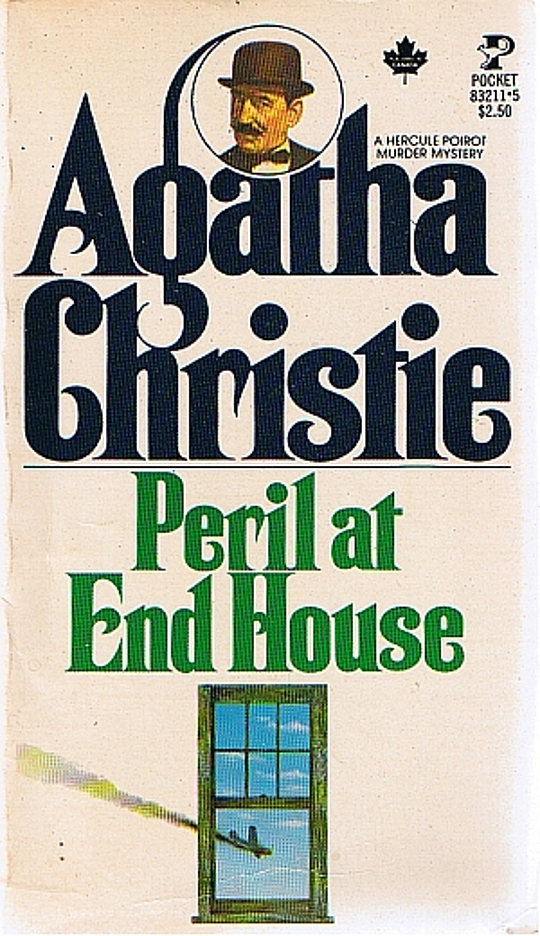 POCKET
83211·5
$2.50
A HERCULE POIROT
MURDER MYSTERY
Agatha
Christie
Peril at
End House